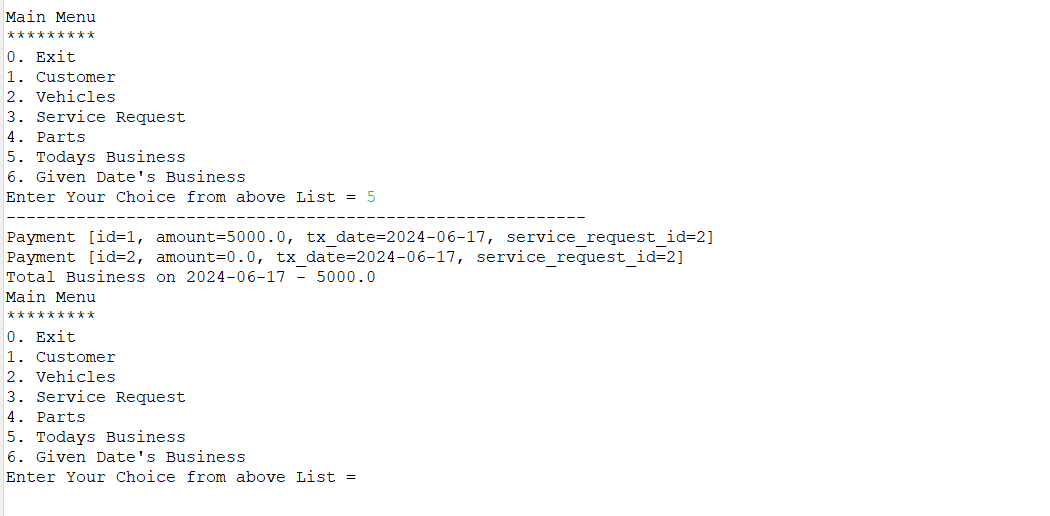 Main Menu
*********
0. Exit
1. Customer
2. Vehicles
3. Service Request
4. Parts
5. Todays Business
6. Given Date's Business
Enter Your Choice from above List = 5
----------------------------------------------------------
Payment [id=1, amount=5000.0, tx_date=2024-06-17, service_request_id=2]
Payment [id=2, amount=0.0, tx_date=2024-06-17, service_request_id=2]
Total Business on 2024-06-17 - 5000.0
Main Menu
*********
0. Exit
1. Customer
2. Vehicles
3. Service Request
4. Parts
5. Todays Business
6. Given Date's Business
Enter Your Choice from above List =